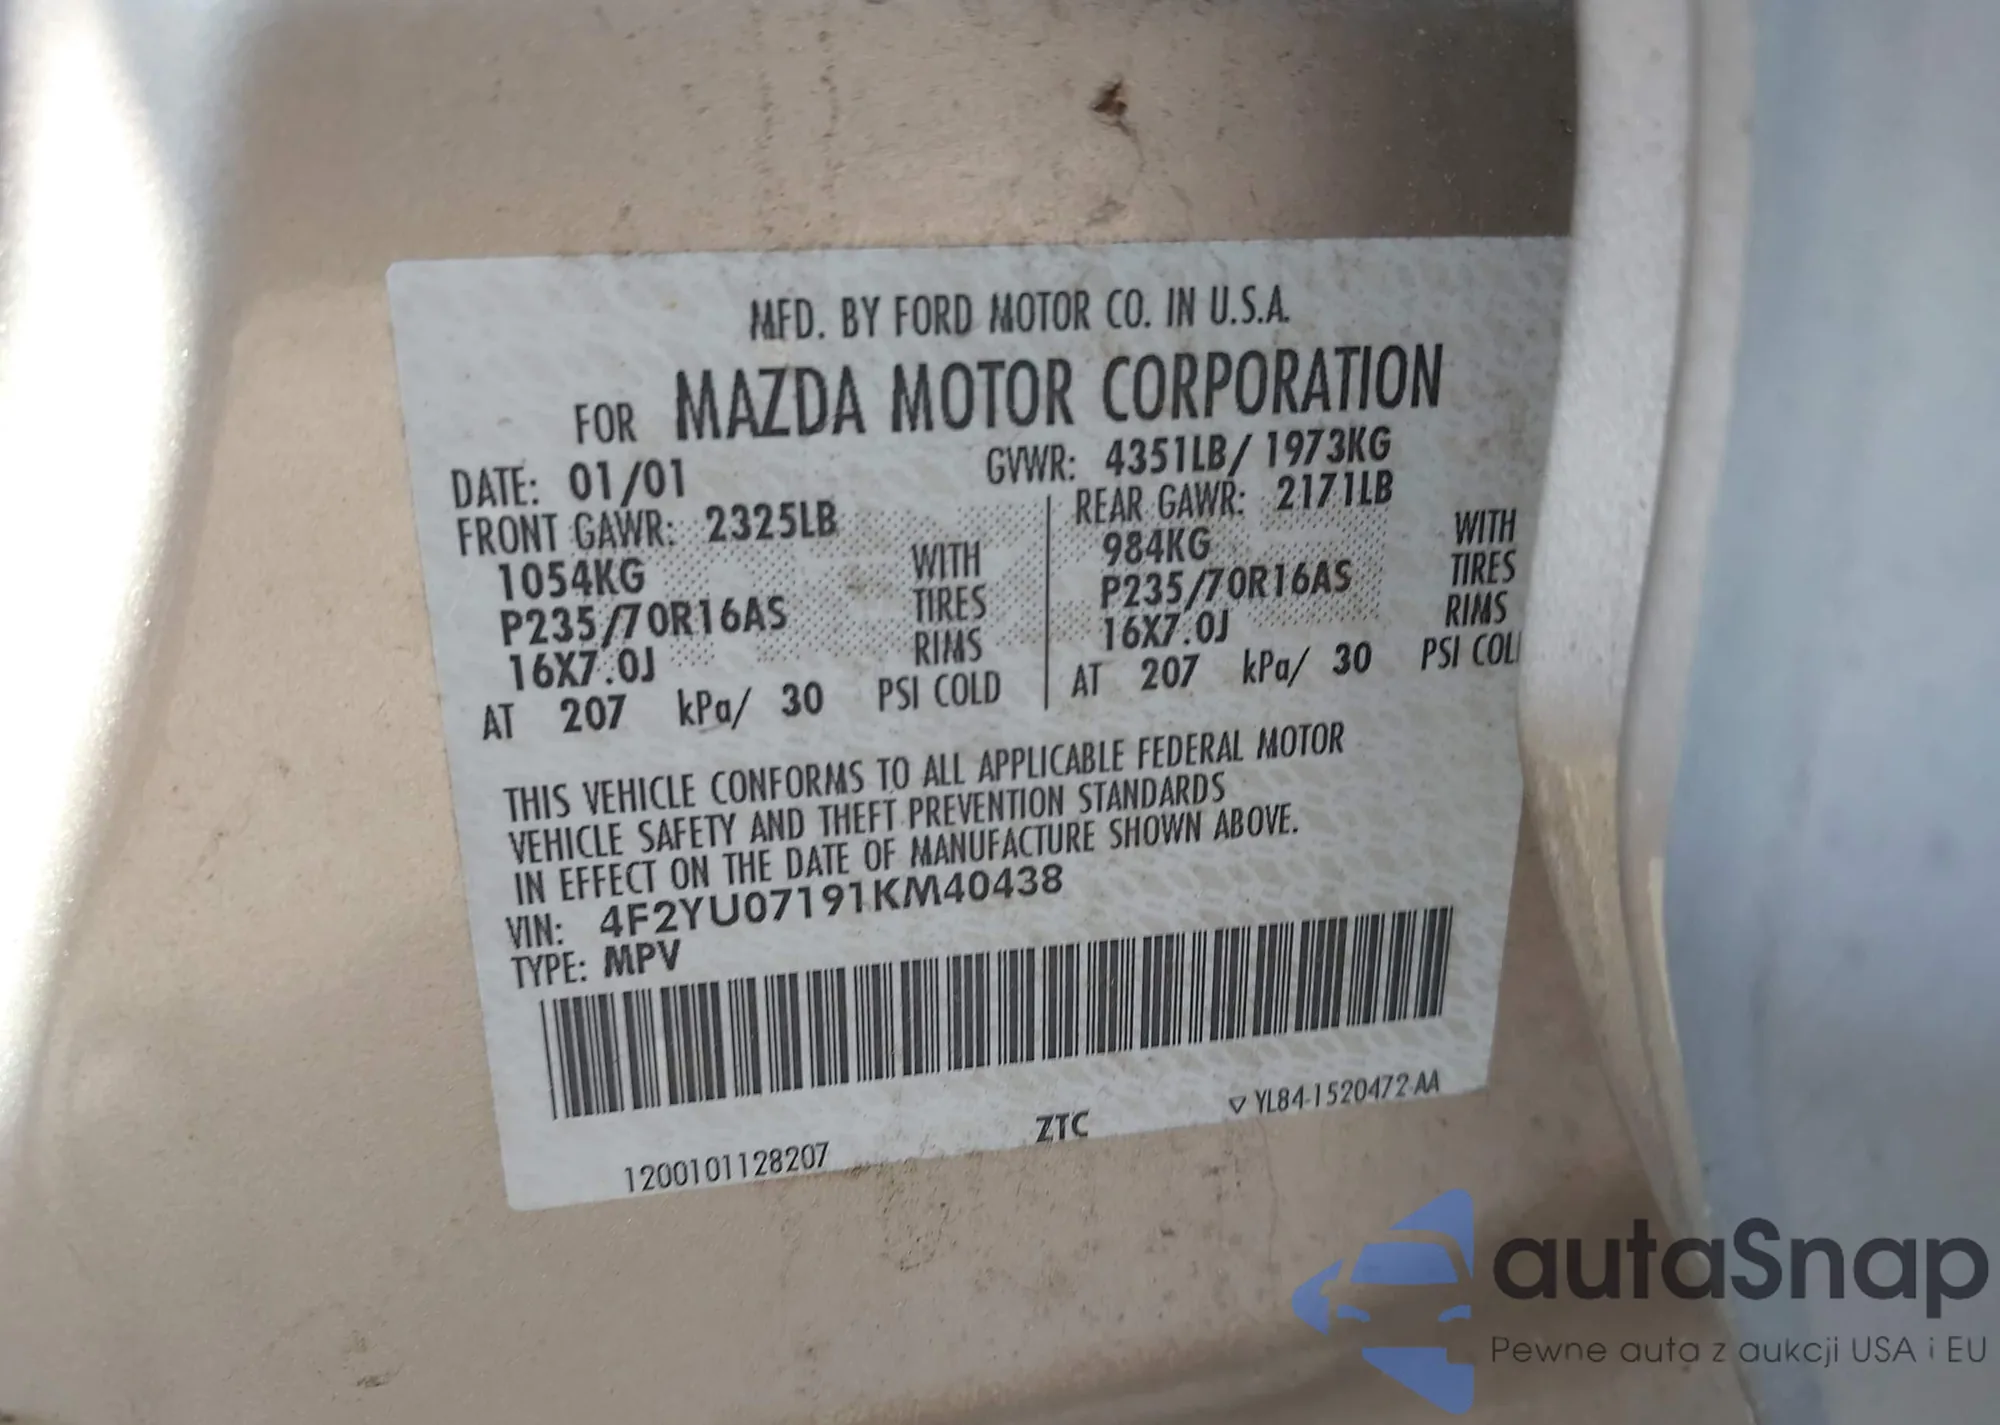 MFD. BY FORD MOTOR CO. IN U.S.A.
FOR MAZDA MOTOR CORPORATION
DATE: 01/01 GVWR: 4351LB/ 1973KG
FRONT GAWR: 2325LB REAR GAWR: 2171LB
1054KG WITH 984KG WITH
P235/70R16AS TIRES P235/70R16AS TIRES
16X7.0J RIMS 16X7.0J RIMS
AT 207 kPa/ 30 PSI COLD AT 207 kPa/ 30 PSI COL
THIS VEHICLE CONFORMS TO ALL APPLICABLE FEDERAL MOTOR
VEHICLE SAFETY AND THEFT PREVENTION STANDARDS
IN EFFECT ON THE DATE OF MANUFACTURE SHOWN ABOVE.
VIN: 4F2YU07191KM40438
TYPE: MPV
1200101128207 ZTC ▽ YL84-1520472-AA
autaSnap
Pewne auta z aukcji USA i EU